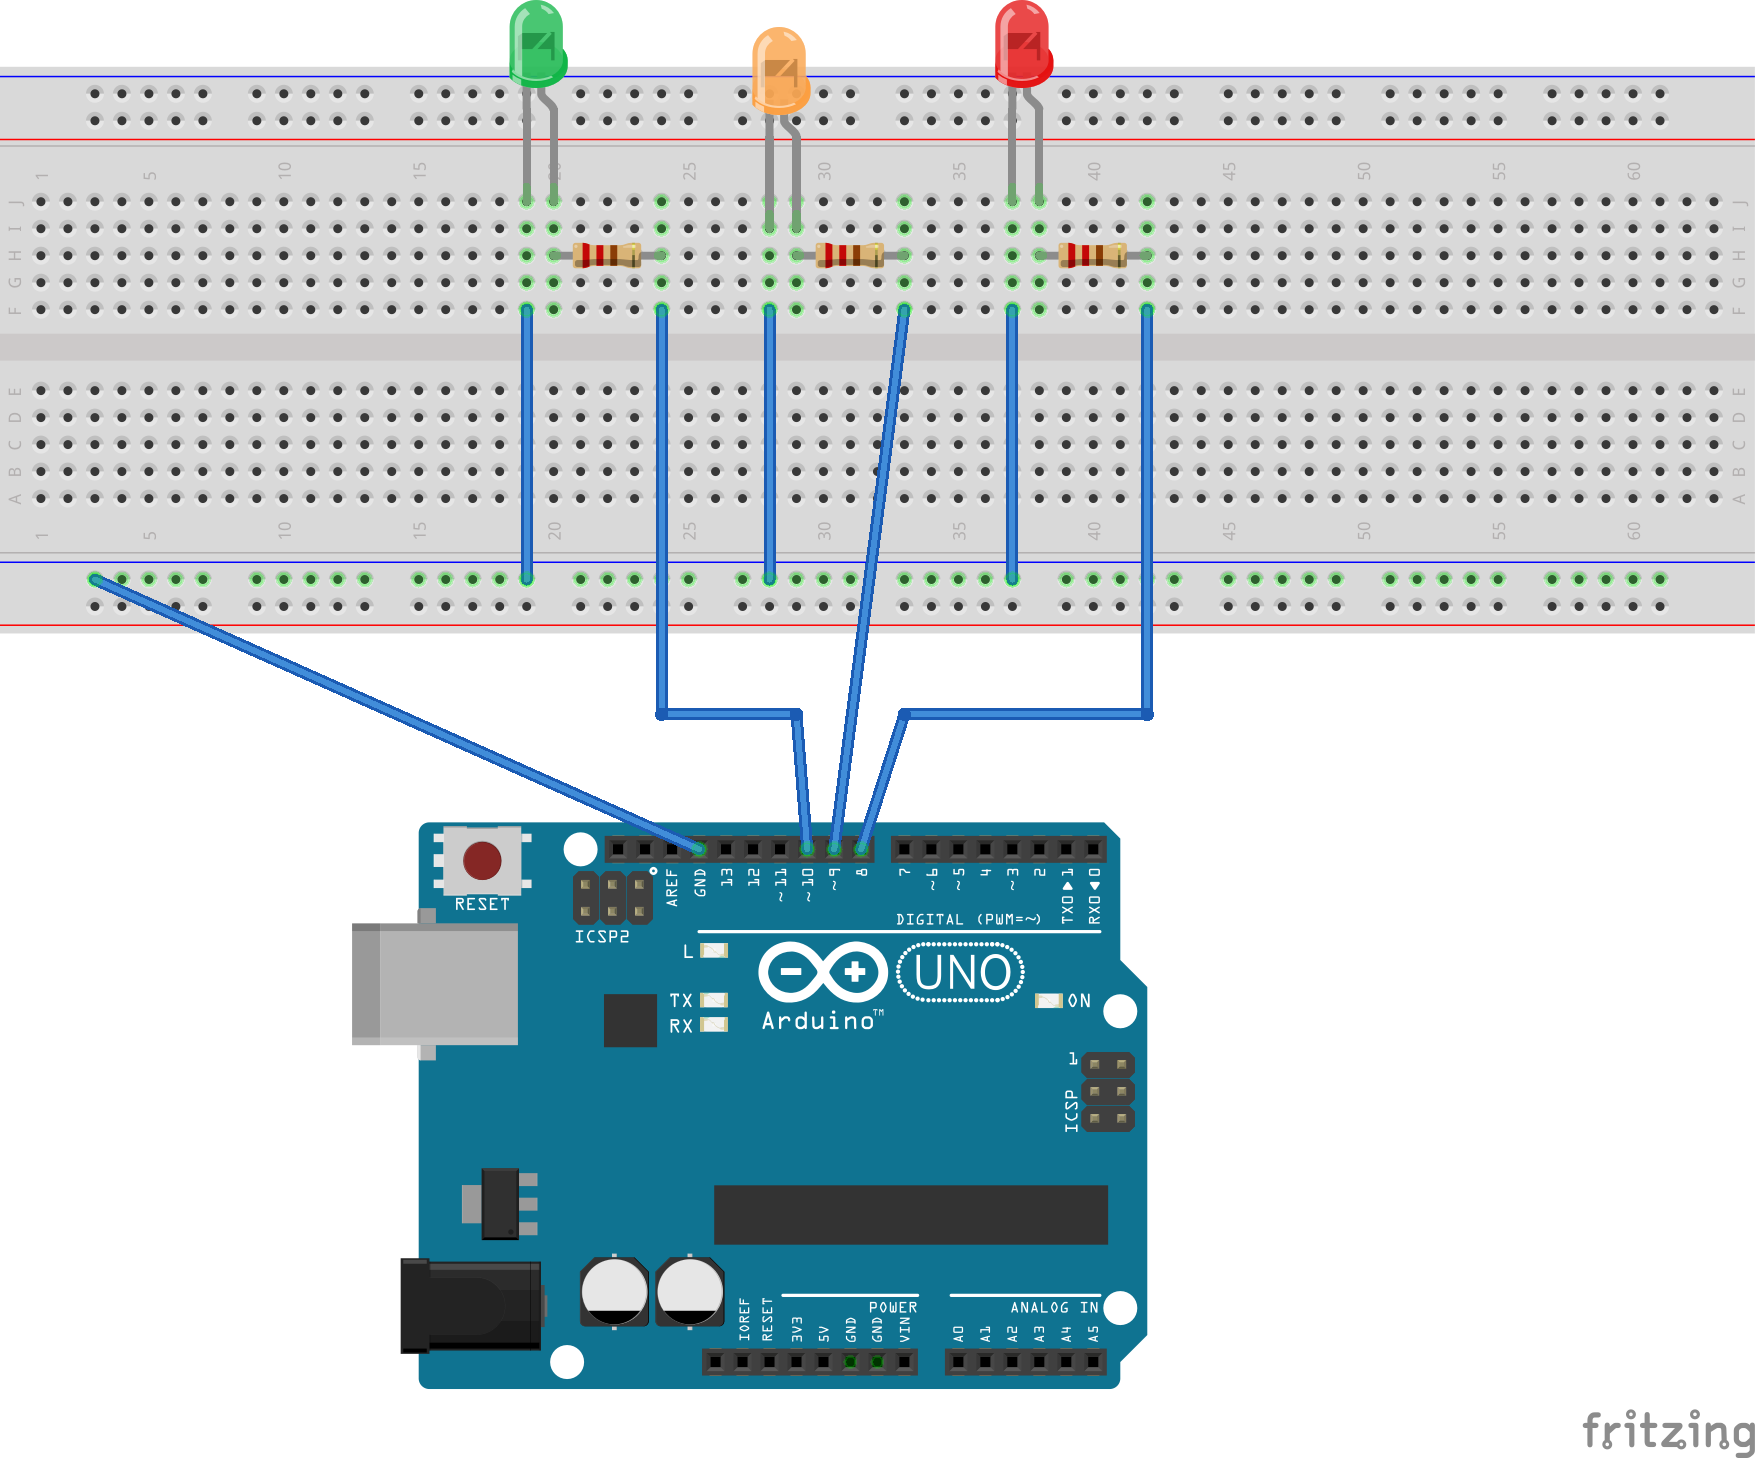 1 5 10 15 20 25 30 35 40 45 50 55 60
J J
I I
H H
G G
F F
E E
D D
C C
B B
A A
1 5 10 15 20 25 30 35 40 45 50 55 60
RESET
ICSP2
AREF GND 13 12 ~11 ~10 ~9 8 7 ~6 ~5 4 ~3 2 TX0▶1 RX0◀0
DIGITAL (PWM=~)
L
TX
RX
UNO
ON
Arduino™
1
ICSP
POWER
ANALOG IN
IOREF RESET 3V3 5V GND GND VIN A0 A1 A2 A3 A4 A5
fritzing